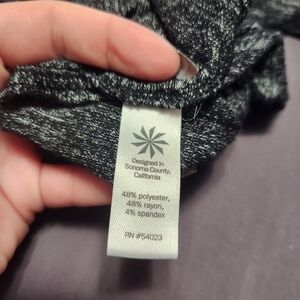 Designed in
Sonoma County,
California
48% polyester,
48% rayon,
4% spandex
RN #54023